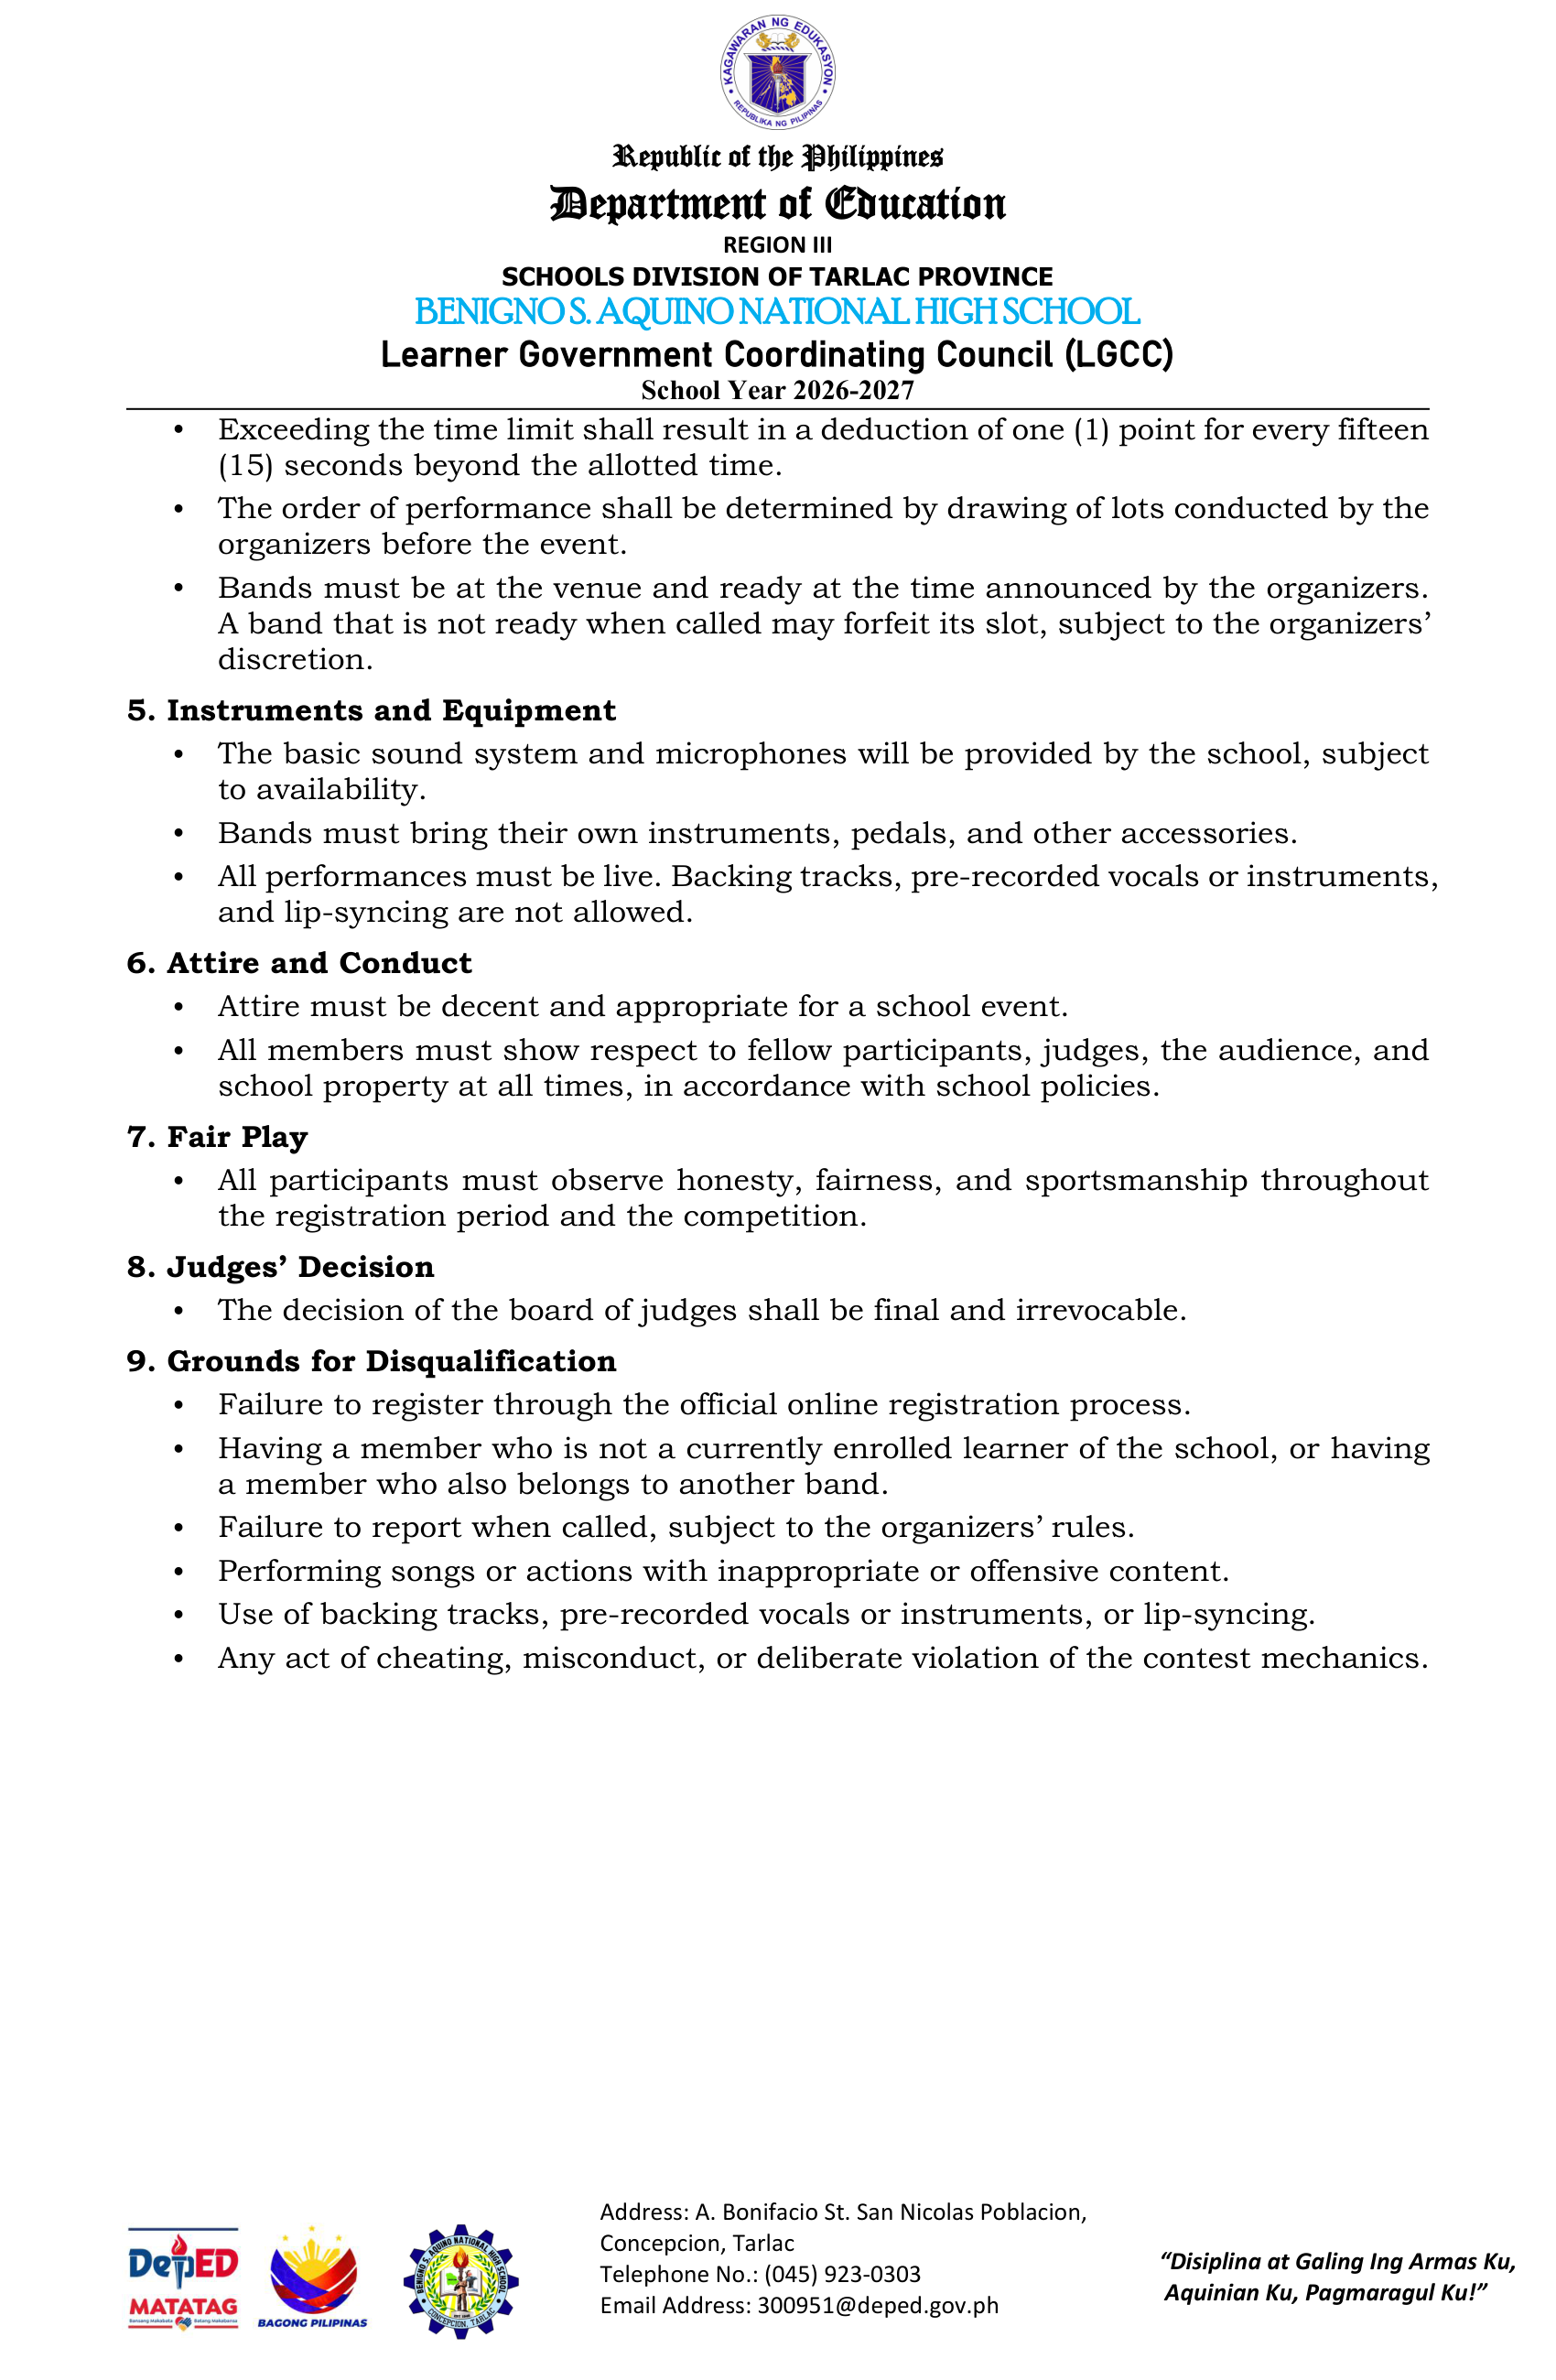 KAGAWARAN NG EDUKASYON
REPUBLIKA NG PILIPINAS
Republic of the Philippines
Department of Education
REGION III
SCHOOLS DIVISION OF TARLAC PROVINCE
BENIGNO S. AQUINO NATIONAL HIGH SCHOOL
Learner Government Coordinating Council (LGCC)
School Year 2026-2027
• Exceeding the time limit shall result in a deduction of one (1) point for every fifteen
(15) seconds beyond the allotted time.
• The order of performance shall be determined by drawing of lots conducted by the
organizers before the event.
• Bands must be at the venue and ready at the time announced by the organizers.
A band that is not ready when called may forfeit its slot, subject to the organizers’
discretion.
5. Instruments and Equipment
• The basic sound system and microphones will be provided by the school, subject
to availability.
• Bands must bring their own instruments, pedals, and other accessories.
• All performances must be live. Backing tracks, pre-recorded vocals or instruments,
and lip-syncing are not allowed.
6. Attire and Conduct
• Attire must be decent and appropriate for a school event.
• All members must show respect to fellow participants, judges, the audience, and
school property at all times, in accordance with school policies.
7. Fair Play
• All participants must observe honesty, fairness, and sportsmanship throughout
the registration period and the competition.
8. Judges’ Decision
• The decision of the board of judges shall be final and irrevocable.
9. Grounds for Disqualification
• Failure to register through the official online registration process.
• Having a member who is not a currently enrolled learner of the school, or having
a member who also belongs to another band.
• Failure to report when called, subject to the organizers’ rules.
• Performing songs or actions with inappropriate or offensive content.
• Use of backing tracks, pre-recorded vocals or instruments, or lip-syncing.
• Any act of cheating, misconduct, or deliberate violation of the contest mechanics.
DepED
MATATAG
BAGONG PILIPINAS
BENIGNO S. AQUINO NATIONAL HIGH SCHOOL
CONCEPCION, TARLAC
Address: A. Bonifacio St. San Nicolas Poblacion,
Concepcion, Tarlac
Telephone No.: (045) 923-0303
Email Address: 300951@deped.gov.ph
“Disiplina at Galing Ing Armas Ku,
Aquinian Ku, Pagmaragul Ku!”